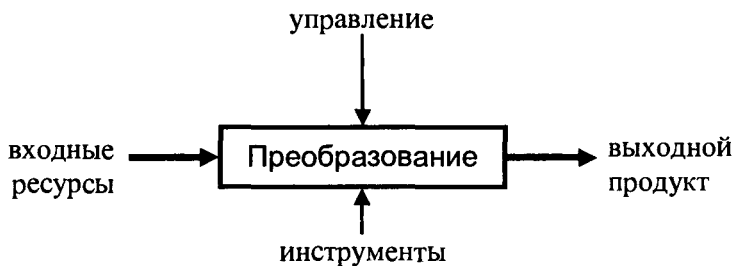 управление
входные
ресурсы
Преобразование
выходной
продукт
инструменты